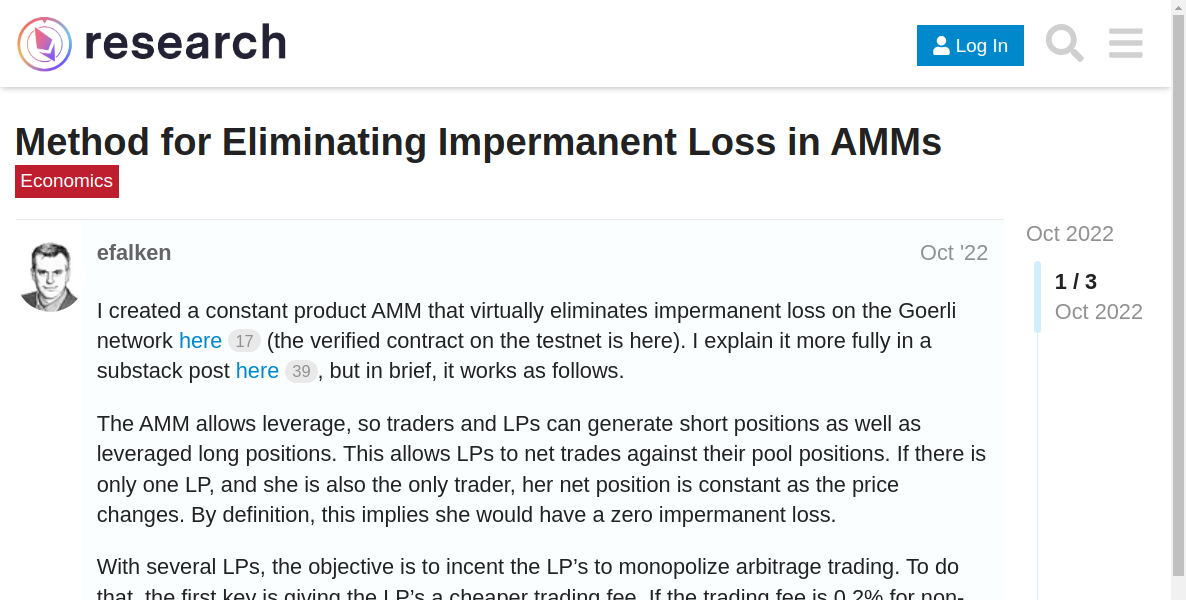 research
Log In
Method for Eliminating Impermanent Loss in AMMs
Economics
efalken
Oct '22
Oct 2022
1 / 3
Oct 2022
I created a constant product AMM that virtually eliminates impermanent loss on the Goerli
network here 17 (the verified contract on the testnet is here). I explain it more fully in a
substack post here 39 , but in brief, it works as follows.
The AMM allows leverage, so traders and LPs can generate short positions as well as
leveraged long positions. This allows LPs to net trades against their pool positions. If there is
only one LP, and she is also the only trader, her net position is constant as the price
changes. By definition, this implies she would have a zero impermanent loss.
With several LPs, the objective is to incent the LP’s to monopolize arbitrage trading. To do
that, the first key is giving the LP’s a cheaper trading fee. If the trading fee is 0.2% for non-